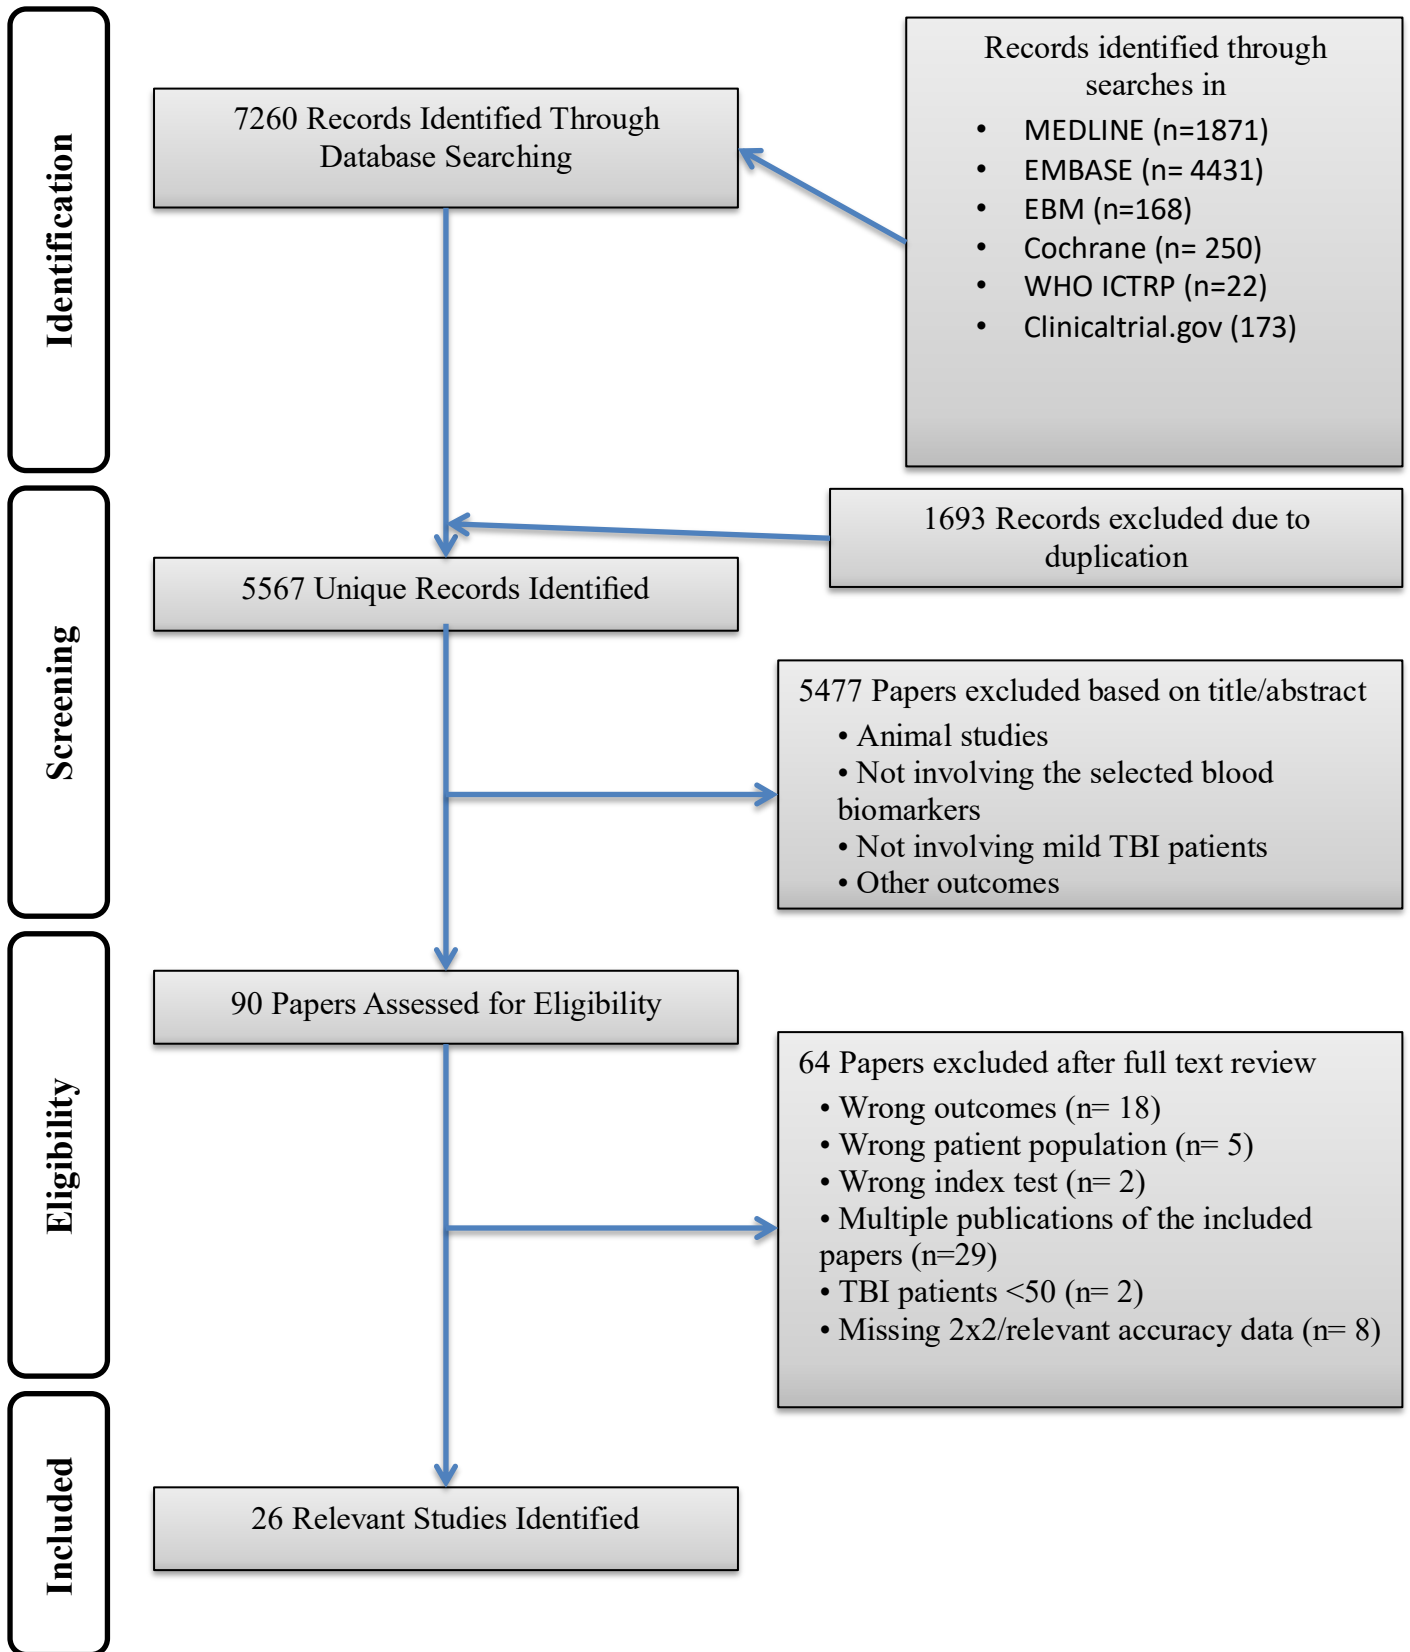 Identification
7260 Records Identified Through
Database Searching
Records identified through
searches in
• MEDLINE (n=1871)
• EMBASE (n= 4431)
• EBM (n=168)
• Cochrane (n= 250)
• WHO ICTRP (n=22)
• Clinicaltrial.gov (173)
Screening
1693 Records excluded due to
duplication
5567 Unique Records Identified
5477 Papers excluded based on title/abstract
• Animal studies
• Not involving the selected blood
biomarkers
• Not involving mild TBI patients
• Other outcomes
Eligibility
90 Papers Assessed for Eligibility
64 Papers excluded after full text review
• Wrong outcomes (n= 18)
• Wrong patient population (n= 5)
• Wrong index test (n= 2)
• Multiple publications of the included
papers (n=29)
• TBI patients <50 (n= 2)
• Missing 2x2/relevant accuracy data (n= 8)
Included
26 Relevant Studies Identified